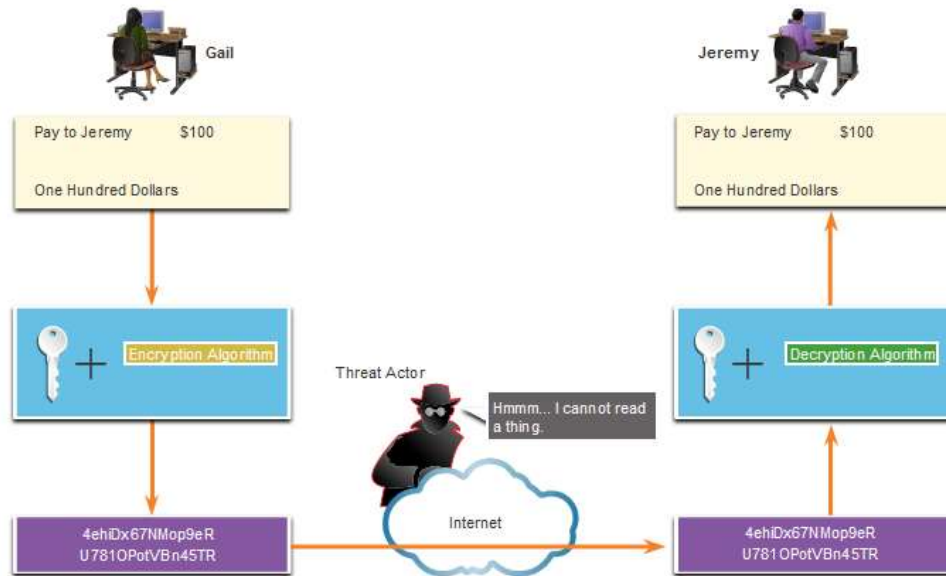 Gail
Jeremy
Pay to Jeremy $100
One Hundred Dollars
Pay to Jeremy $100
One Hundred Dollars
Encryption Algorithm
Decryption Algorithm
Threat Actor
Hmmm... I cannot read
a thing.
Internet
4ehiDx67NMop9eR
U781OPotVBn45TR
4ehiDx67NMop9eR
U781OPotVBn45TR